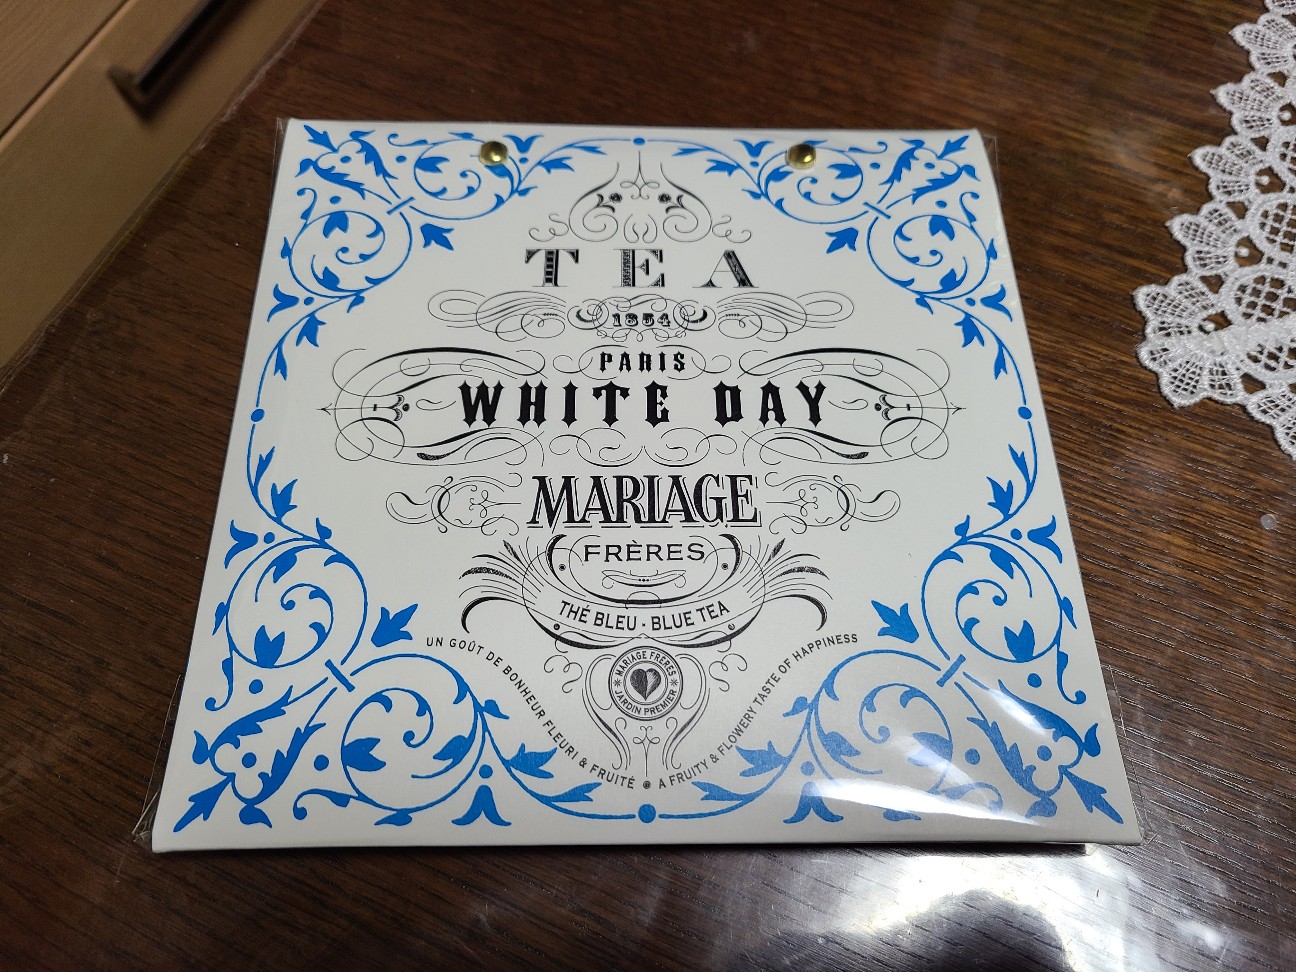 TEA
1854
PARIS
WHITE DAY
MARIAGE
FRÈRES
THÉ BLEU · BLUE TEA
UN GOÛT DE BONHEUR FLEURI & FRUITÉ
A FRUITY & FLOWERY TASTE OF HAPPINESS
MARIAGE FRÈRES
JARDIN PREMIER